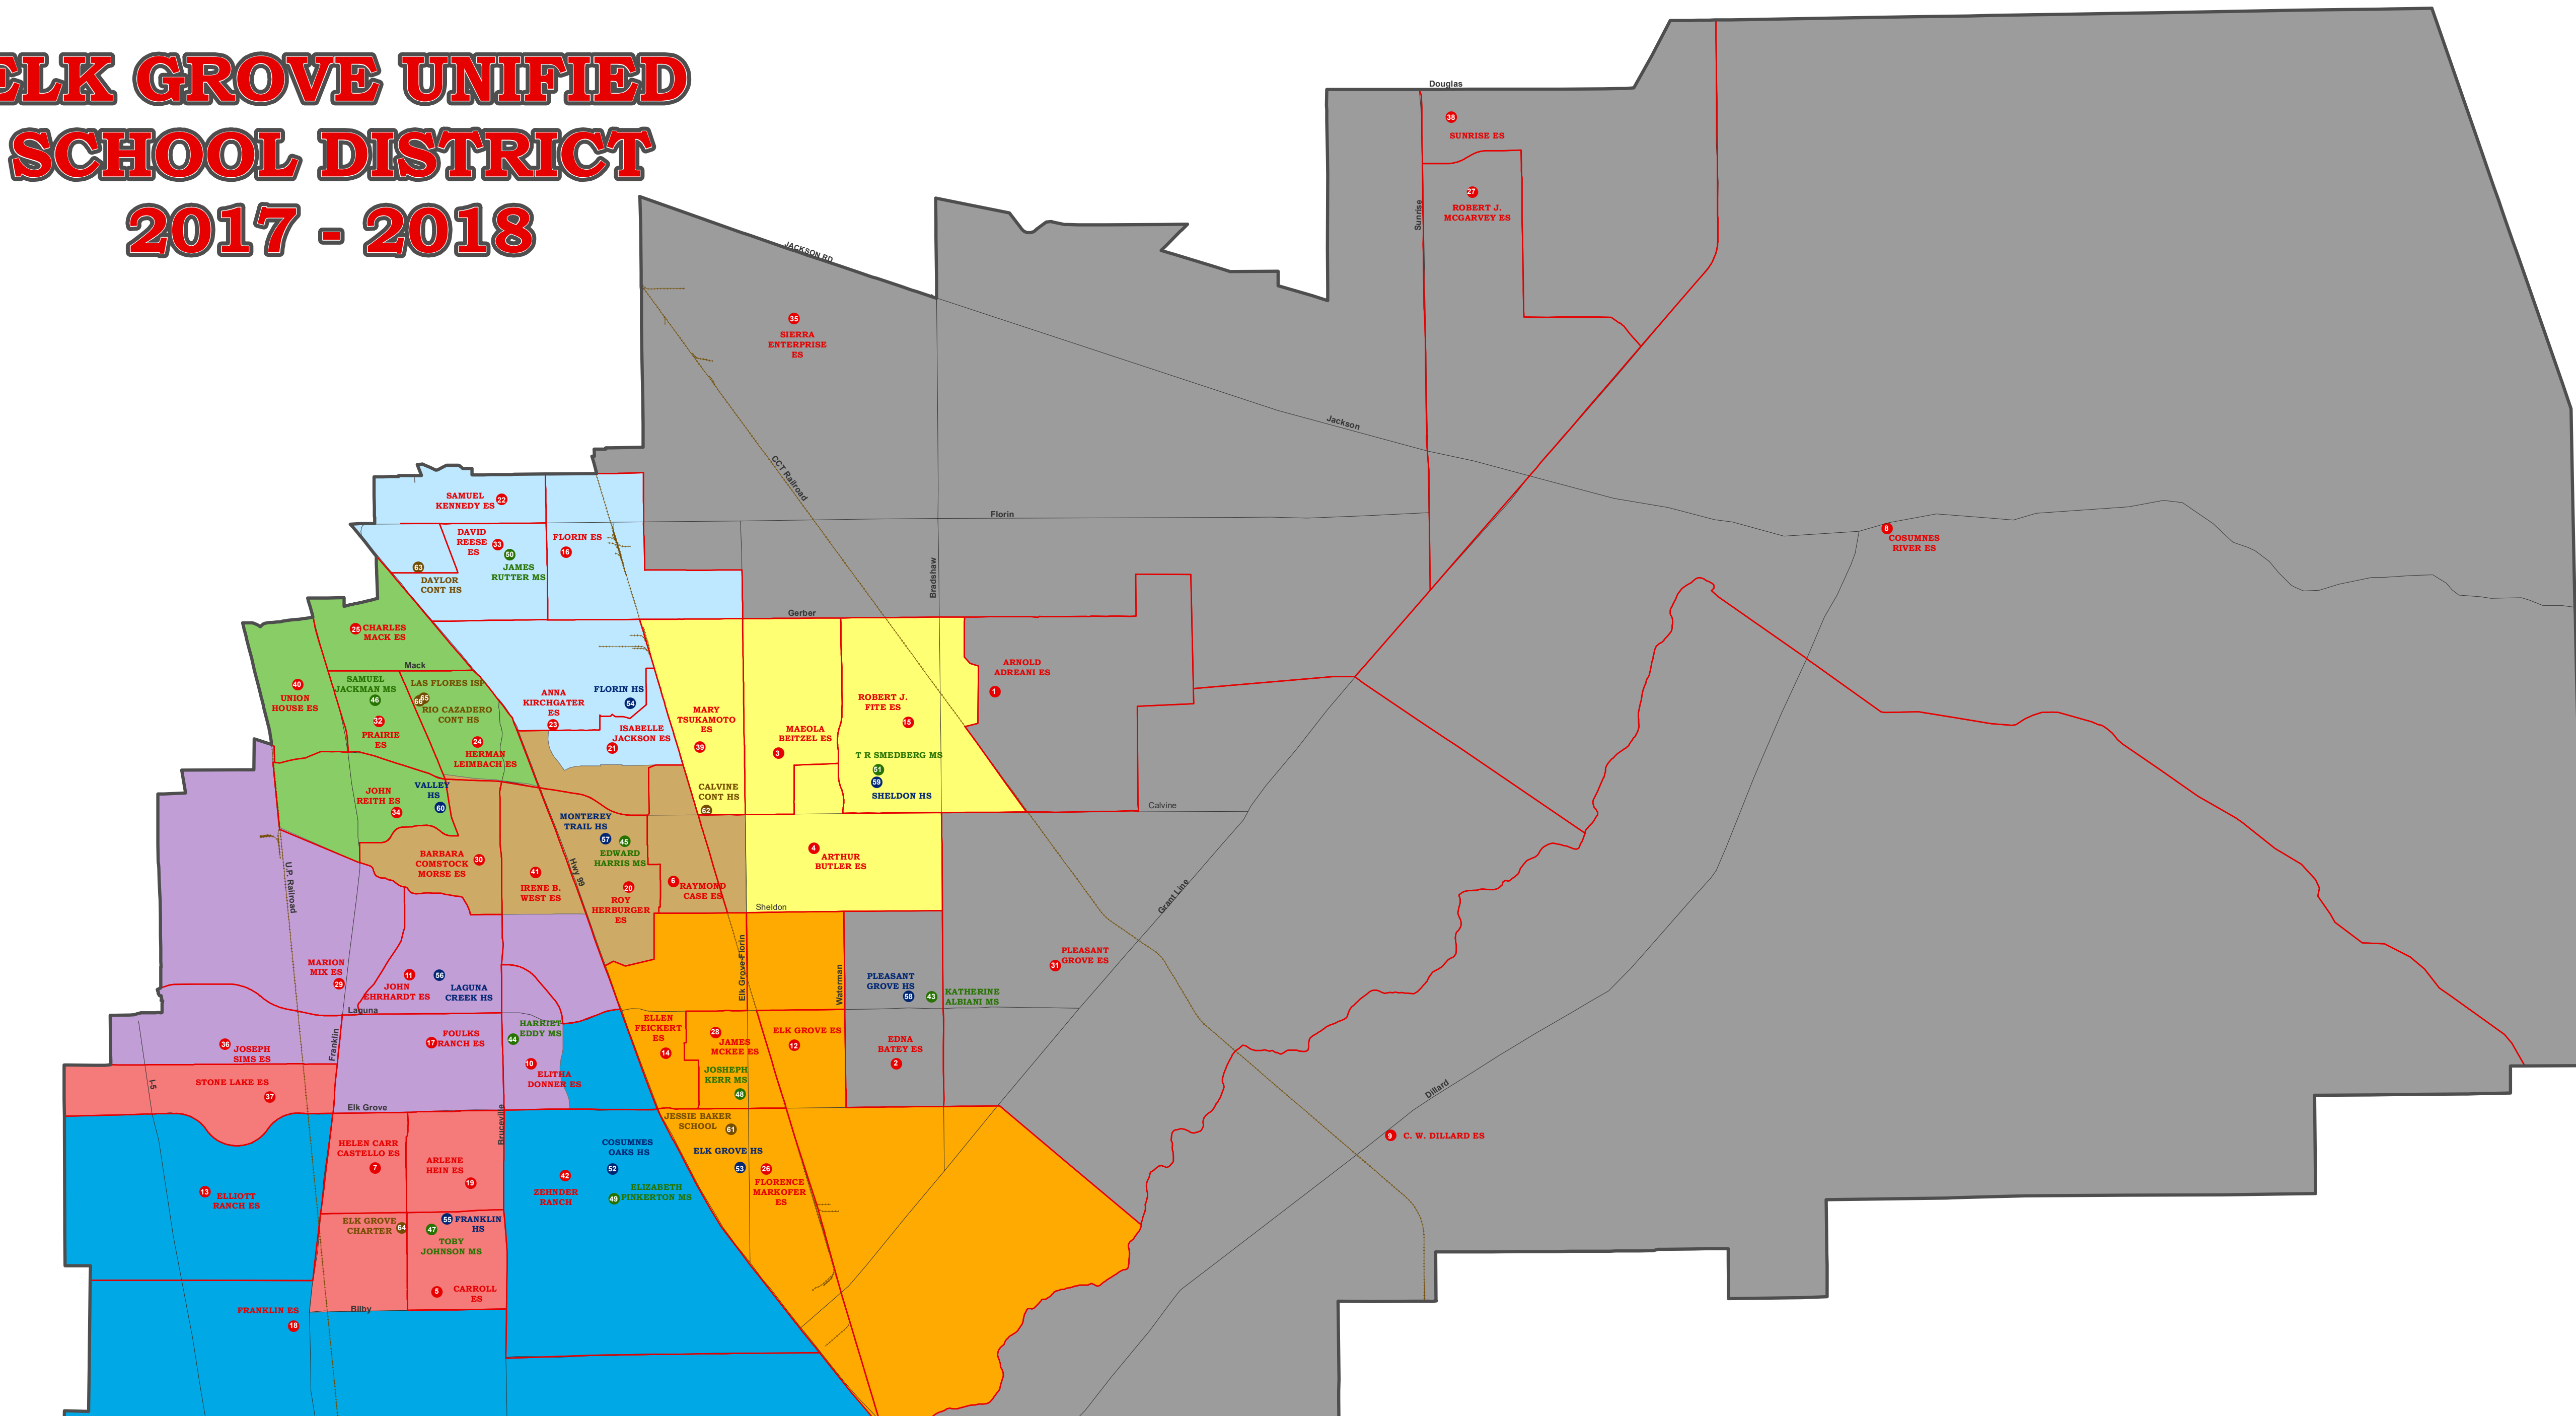 ELK GROVE UNIFIED
SCHOOL DISTRICT
2017 - 2018
Douglas
38
SUNRISE ES
27
ROBERT J.
MCGARVEY ES
Sunrise
JACKSON RD
35
SIERRA
ENTERPRISE
ES
Jackson
CCT Railroad
Florin
Bradshaw
8
COSUMNES
RIVER ES
SAMUEL
KENNEDY ES
22
DAVID
REESE
ES
33
50
JAMES
RUTTER MS
FLORIN ES
16
63
DAYLOR
CONT HS
Gerber
25
CHARLES
MACK ES
Mack
40
UNION
HOUSE ES
SAMUEL
JACKMAN MS
46
32
PRAIRIE
ES
LAS FLORES ISP
66
65
RIO CAZADERO
CONT HS
24
HERMAN
LEIMBACH ES
ANNA
KIRCHGATER
ES
23
FLORIN HS
54
ISABELLE
JACKSON ES
21
MARY
TSUKAMOTO
ES
39
MAEOLA
BEITZEL ES
3
ROBERT J.
FITE ES
15
T R SMEDBERG MS
51
59
SHELDON HS
ARNOLD
ADREANI ES
1
CALVINE
CONT HS
62
Calvine
JOHN
REITH ES
34
VALLEY
HS
60
MONTEREY
TRAIL HS
57
45
EDWARD
HARRIS MS
BARBARA
COMSTOCK
MORSE ES
30
41
IRENE B.
WEST ES
Hwy 99
20
ROY
HERBURGER
ES
6
RAYMOND
CASE ES
4
ARTHUR
BUTLER ES
Sheldon
Grant Line
U.P. Railroad
MARION
MIX ES
29
11
JOHN
EHRHARDT ES
56
LAGUNA
CREEK HS
Elk Grove-Florin
Waterman
PLEASANT
GROVE HS
58
43
KATHERINE
ALBIANI MS
31
PLEASANT
GROVE ES
Laguna
Franklin
36
JOSEPH
SIMS ES
17
FOULKS
RANCH ES
HARRIET
EDDY MS
44
10
ELITHA
DONNER ES
ELLEN
FEICKERT
ES
14
28
JAMES
MCKEE ES
ELK GROVE ES
12
EDNA
BATEY ES
2
JOSHEPH
KERR MS
48
I-5
STONE LAKE ES
37
Elk Grove
Bruceville
JESSIE BAKER
SCHOOL
61
Dillard
9
C. W. DILLARD ES
HELEN CARR
CASTELLO ES
7
ARLENE
HEIN ES
19
COSUMNES
OAKS HS
52
42
ZEHNDER
RANCH
49
ELIZABETH
PINKERTON MS
ELK GROVE HS
53
26
FLORENCE
MARKOFER
ES
13
ELLIOTT
RANCH ES
ELK GROVE
CHARTER
64
47
55
FRANKLIN
HS
TOBY
JOHNSON MS
5
CARROLL
ES
FRANKLIN ES
18
Bilby